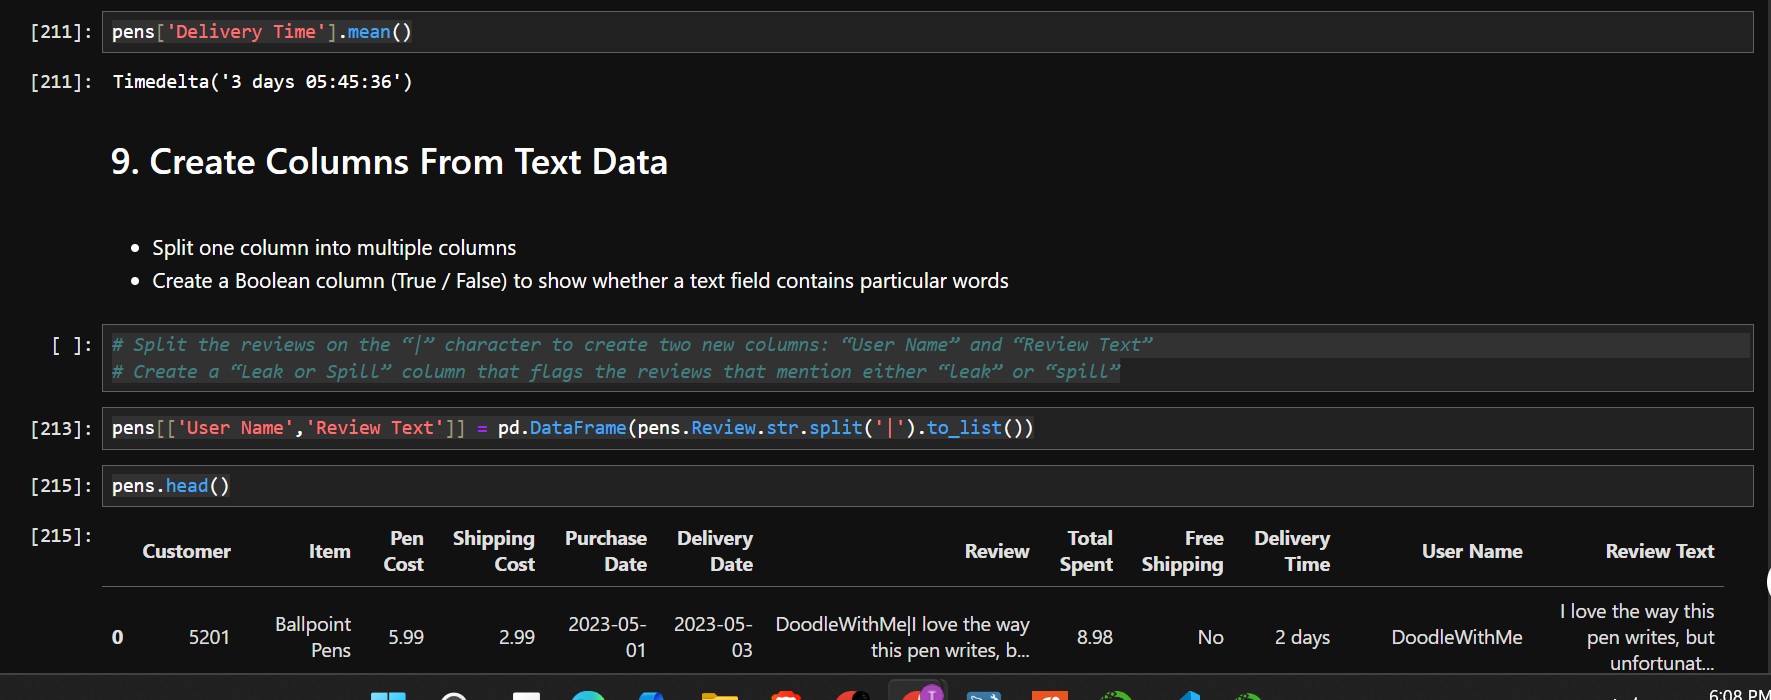 [211]: pens['Delivery Time'].mean()
[211]: Timedelta('3 days 05:45:36')
9. Create Columns From Text Data
• Split one column into multiple columns
• Create a Boolean column (True / False) to show whether a text field contains particular words
[ ]: # Split the reviews on the “|” character to create two new columns: “User Name” and “Review Text”
# Create a “Leak or Spill” column that flags the reviews that mention either “leak” or “spill”
[213]: pens[['User Name','Review Text']] = pd.DataFrame(pens.Review.str.split('|').to_list())
[215]: pens.head()
[215]:
Customer Item Pen Cost Shipping Cost Purchase Date Delivery Date Review Total Spent Free Shipping Delivery Time User Name Review Text
0 5201 Ballpoint Pens 5.99 2.99 2023-05-01 2023-05-03 DoodleWithMe|I love the way this pen writes, b... 8.98 No 2 days DoodleWithMe I love the way this pen writes, but unfortunat...
6:08 PM